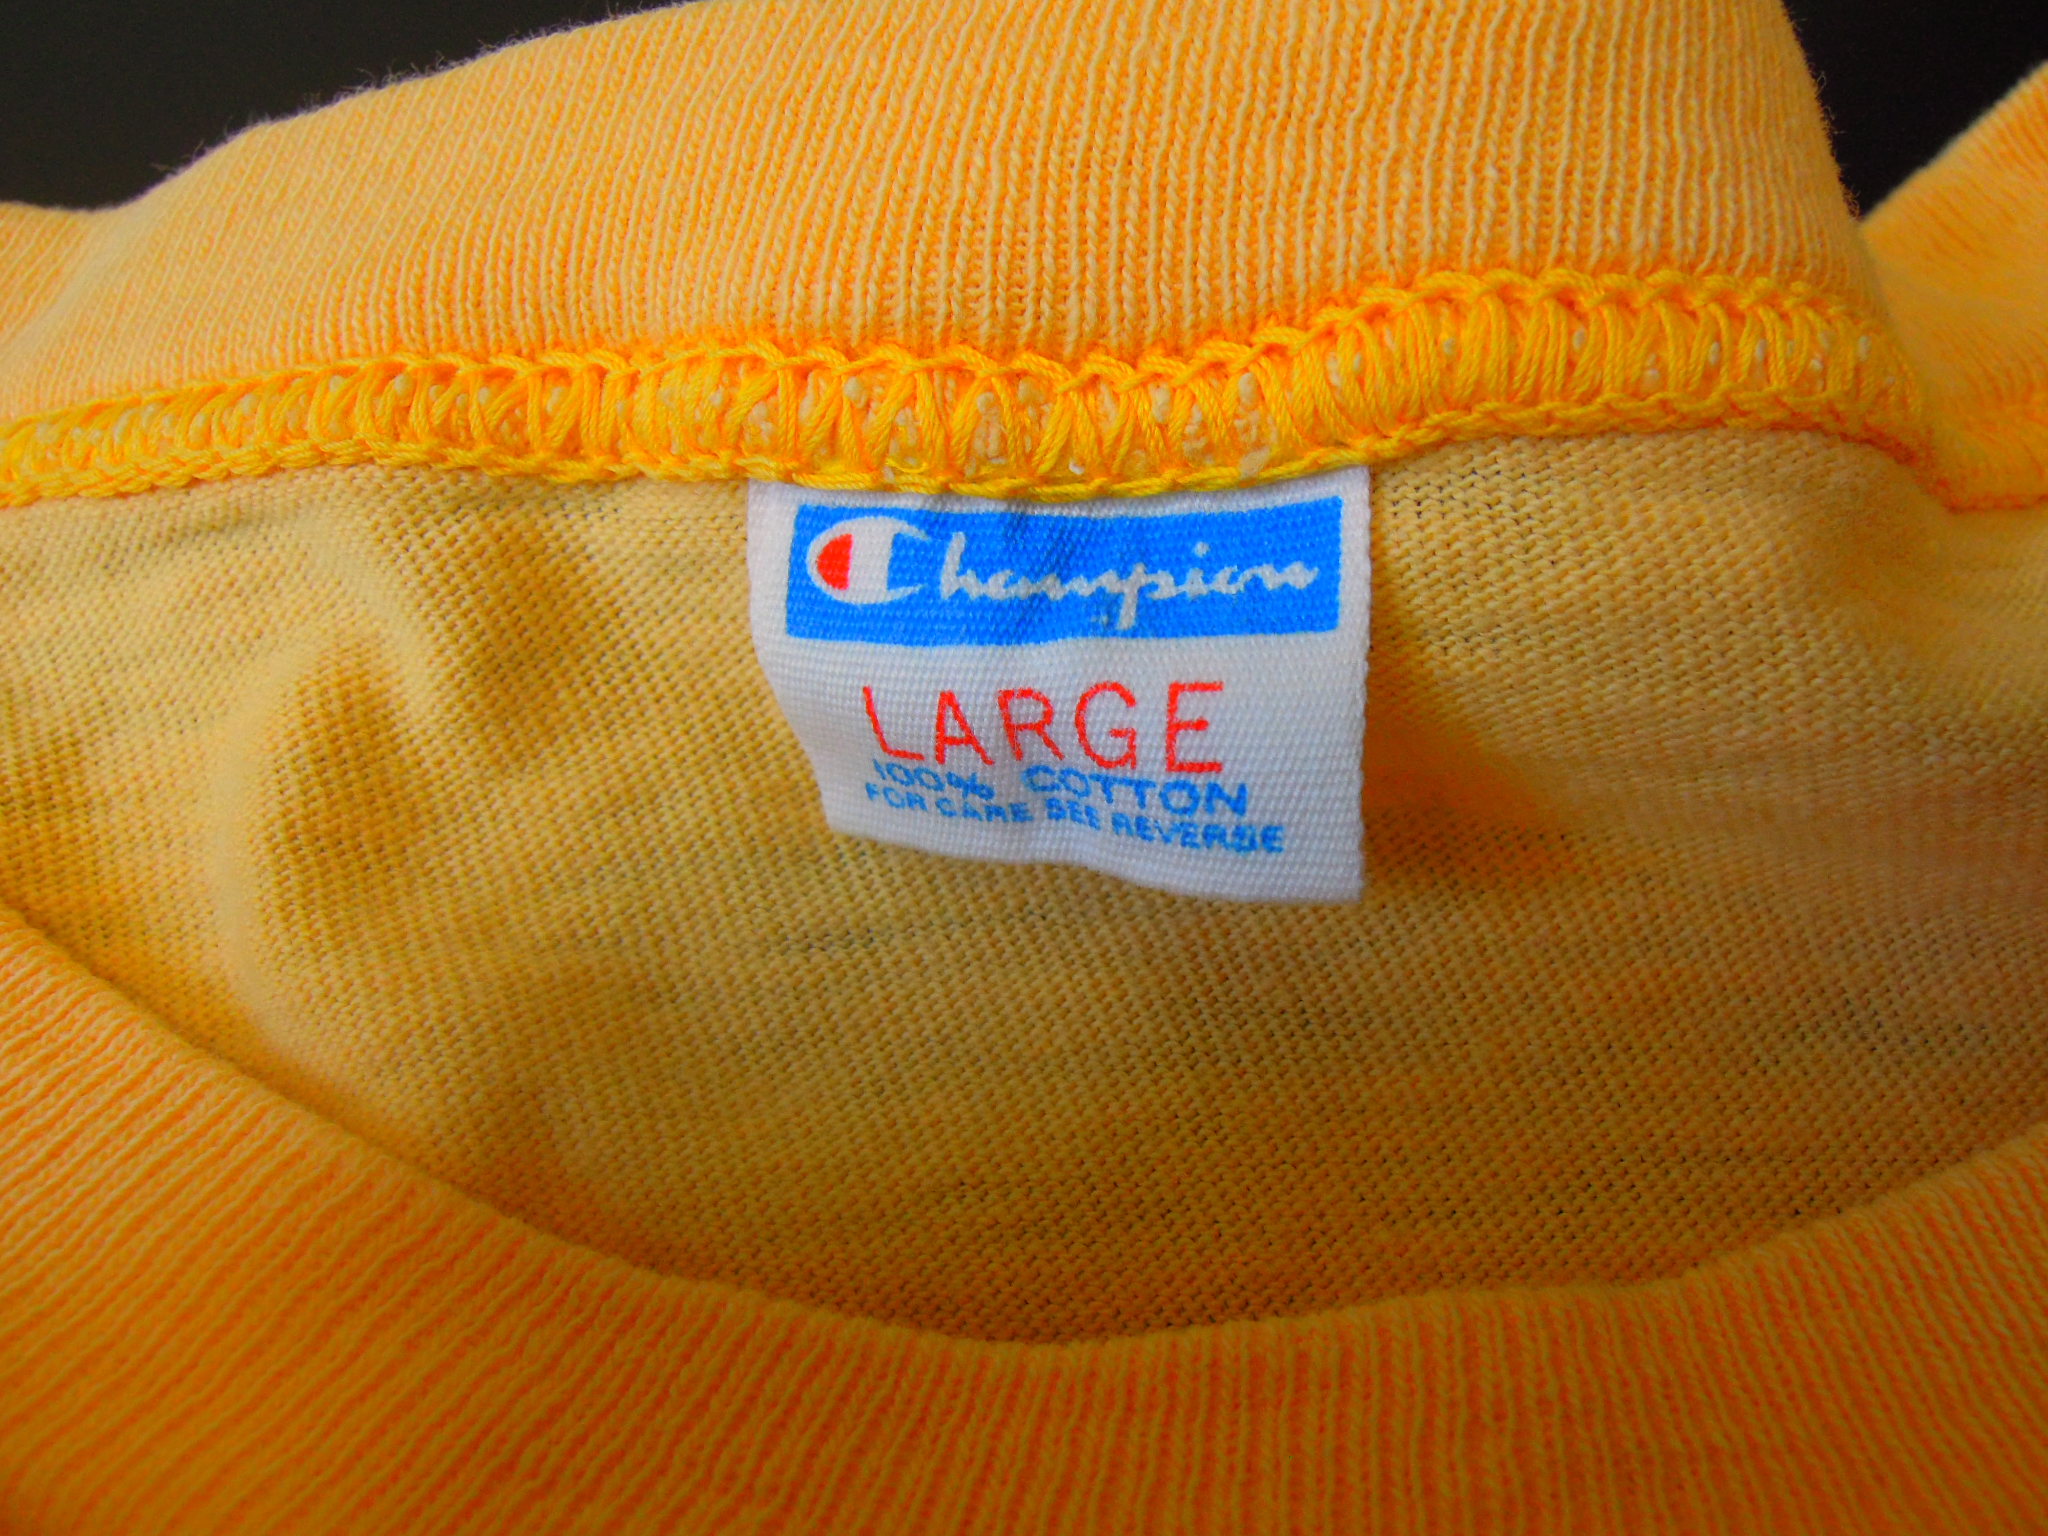 Champion
LARGE
100% COTTON
FOR CARE SEE REVERSE